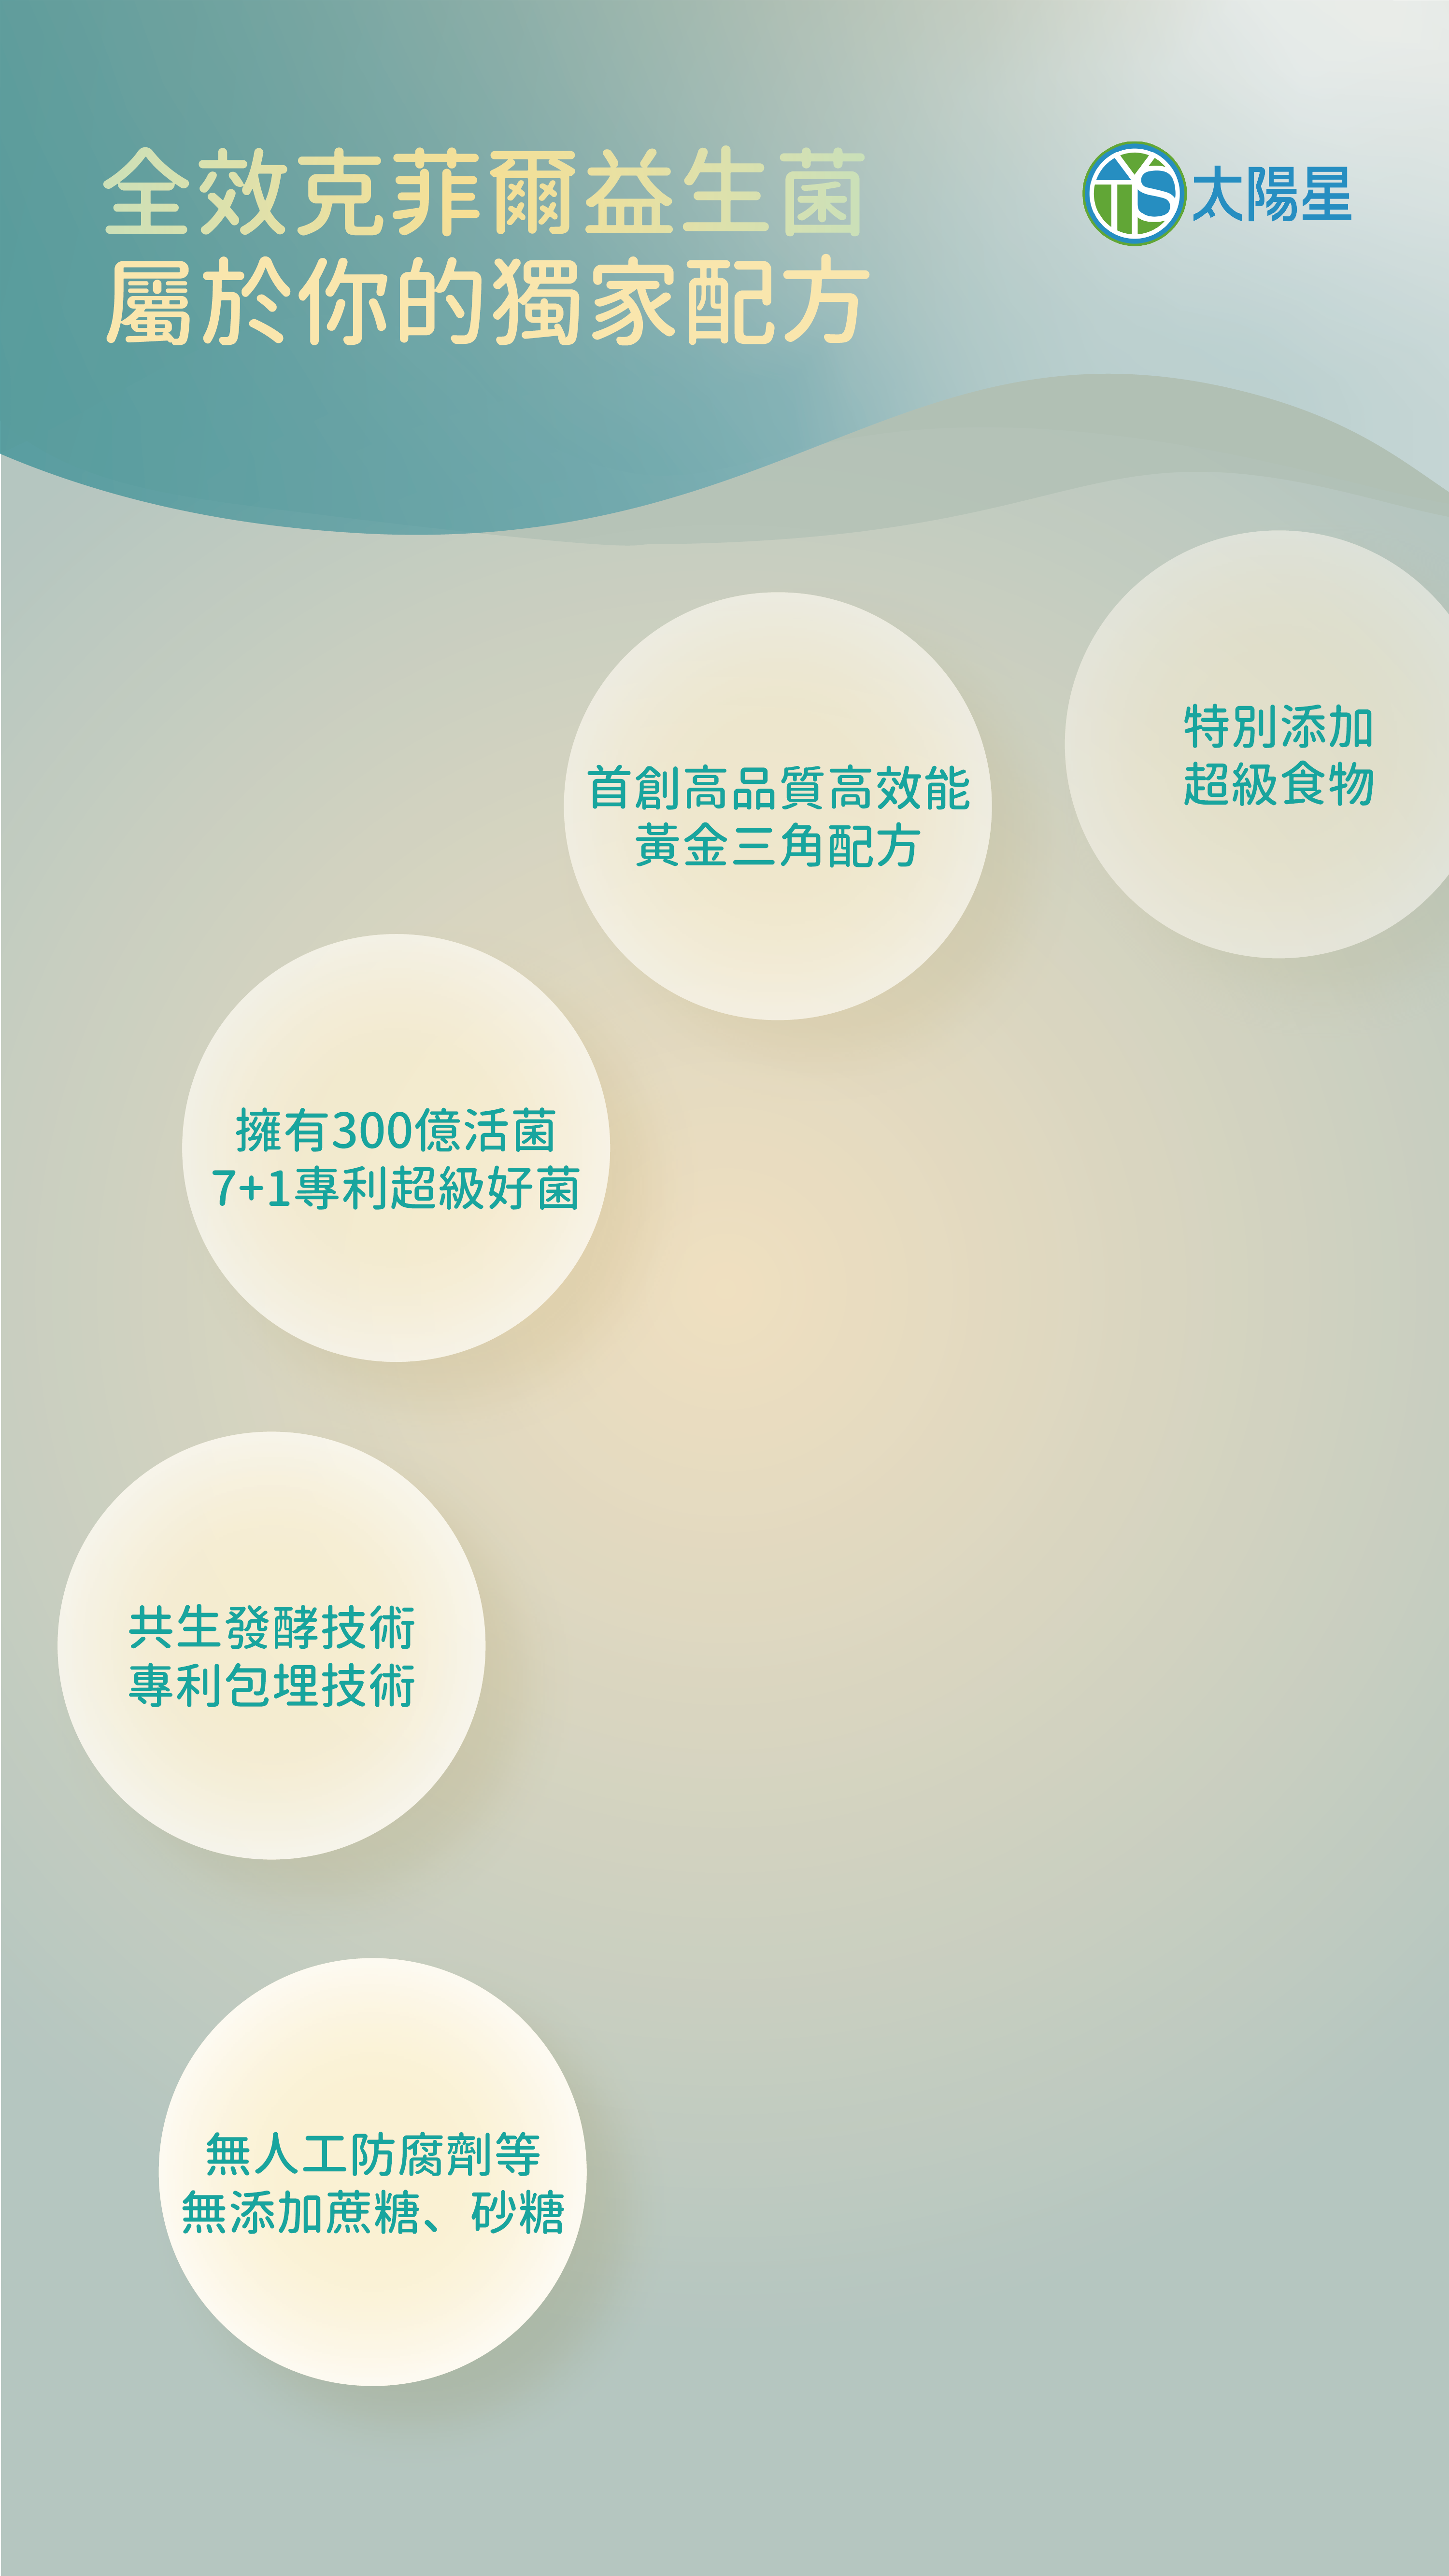 全效克菲爾益生菌
屬於你的獨家配方
TYS 太陽星
特別添加
超級食物
首創高品質高效能
黃金三角配方
擁有300億活菌
7+1專利超級好菌
共生發酵技術
專利包埋技術
無人工防腐劑等
無添加蔗糖、砂糖